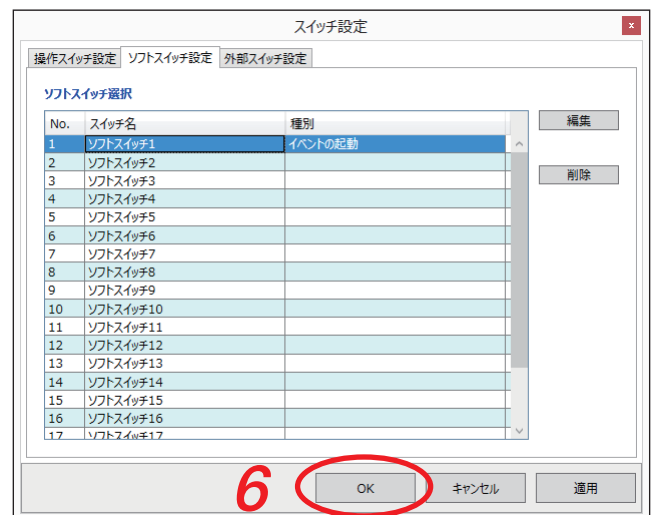 スイッチ設定
x
操作スイッチ設定 ソフトスイッチ設定 外部スイッチ設定
ソフトスイッチ選択
No. スイッチ名 種別
編集
1 ソフトスイッチ1 イベントの起動
2 ソフトスイッチ2
3 ソフトスイッチ3
削除
4 ソフトスイッチ4
5 ソフトスイッチ5
6 ソフトスイッチ6
7 ソフトスイッチ7
8 ソフトスイッチ8
9 ソフトスイッチ9
10 ソフトスイッチ10
11 ソフトスイッチ11
12 ソフトスイッチ12
13 ソフトスイッチ13
14 ソフトスイッチ14
15 ソフトスイッチ15
16 ソフトスイッチ16
17 ソフトスイッチ17
6 OK キャンセル 適用